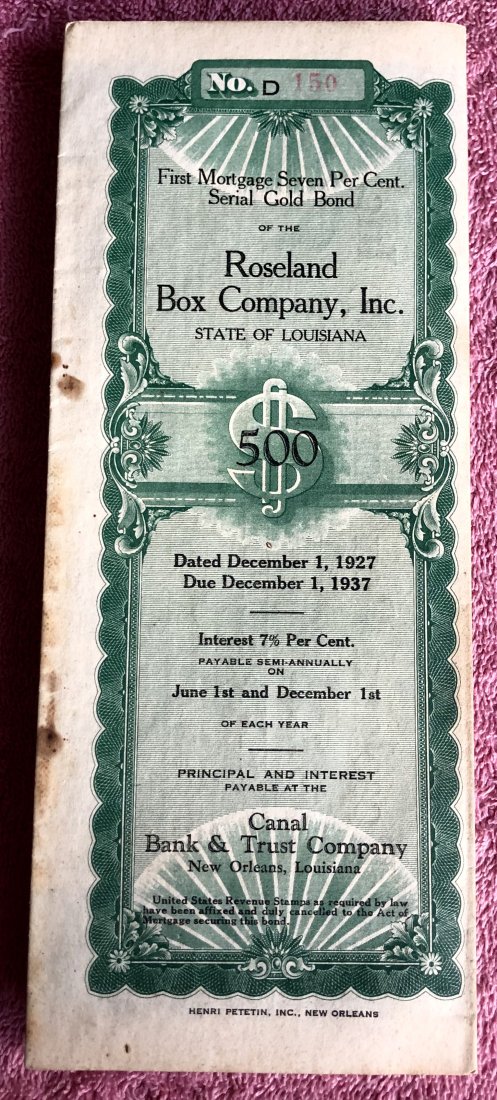 No. D 150
First Mortgage Seven Per Cent.
Serial Gold Bond
OF THE
Roseland
Box Company, Inc.
STATE OF LOUISIANA
$ 500
Dated December 1, 1927
Due December 1, 1937
Interest 7% Per Cent.
PAYABLE SEMI-ANNUALLY
ON
June 1st and December 1st
OF EACH YEAR
PRINCIPAL AND INTEREST
PAYABLE AT THE
Canal
Bank & Trust Company
New Orleans, Louisiana
United States Revenue Stamps as required by law
have been affixed and duly cancelled to the Act of
Mortgage securing this bond.
HENRI PETETIN, INC., NEW ORLEANS